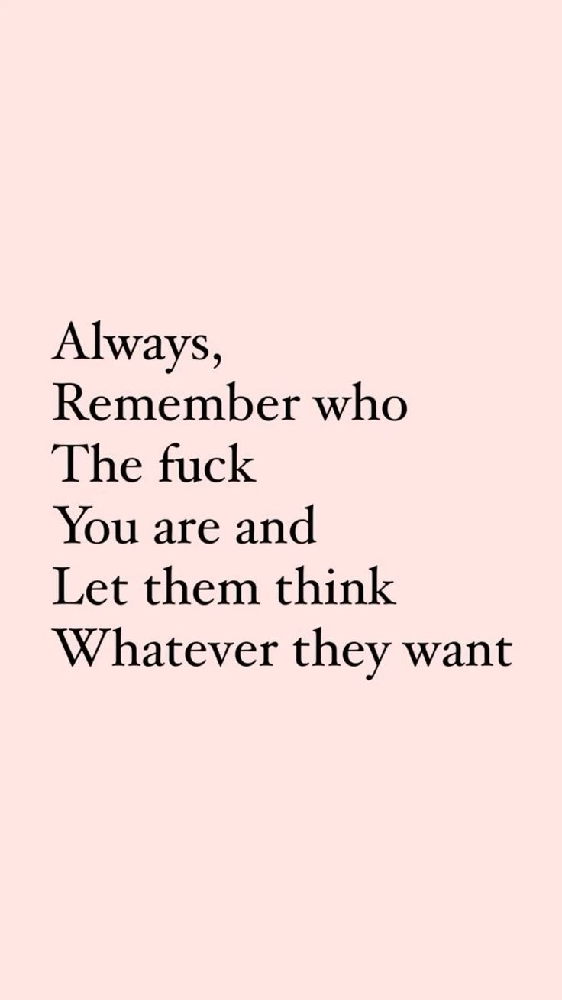 Always,
Remember who
The fuck
You are and
Let them think
Whatever they want